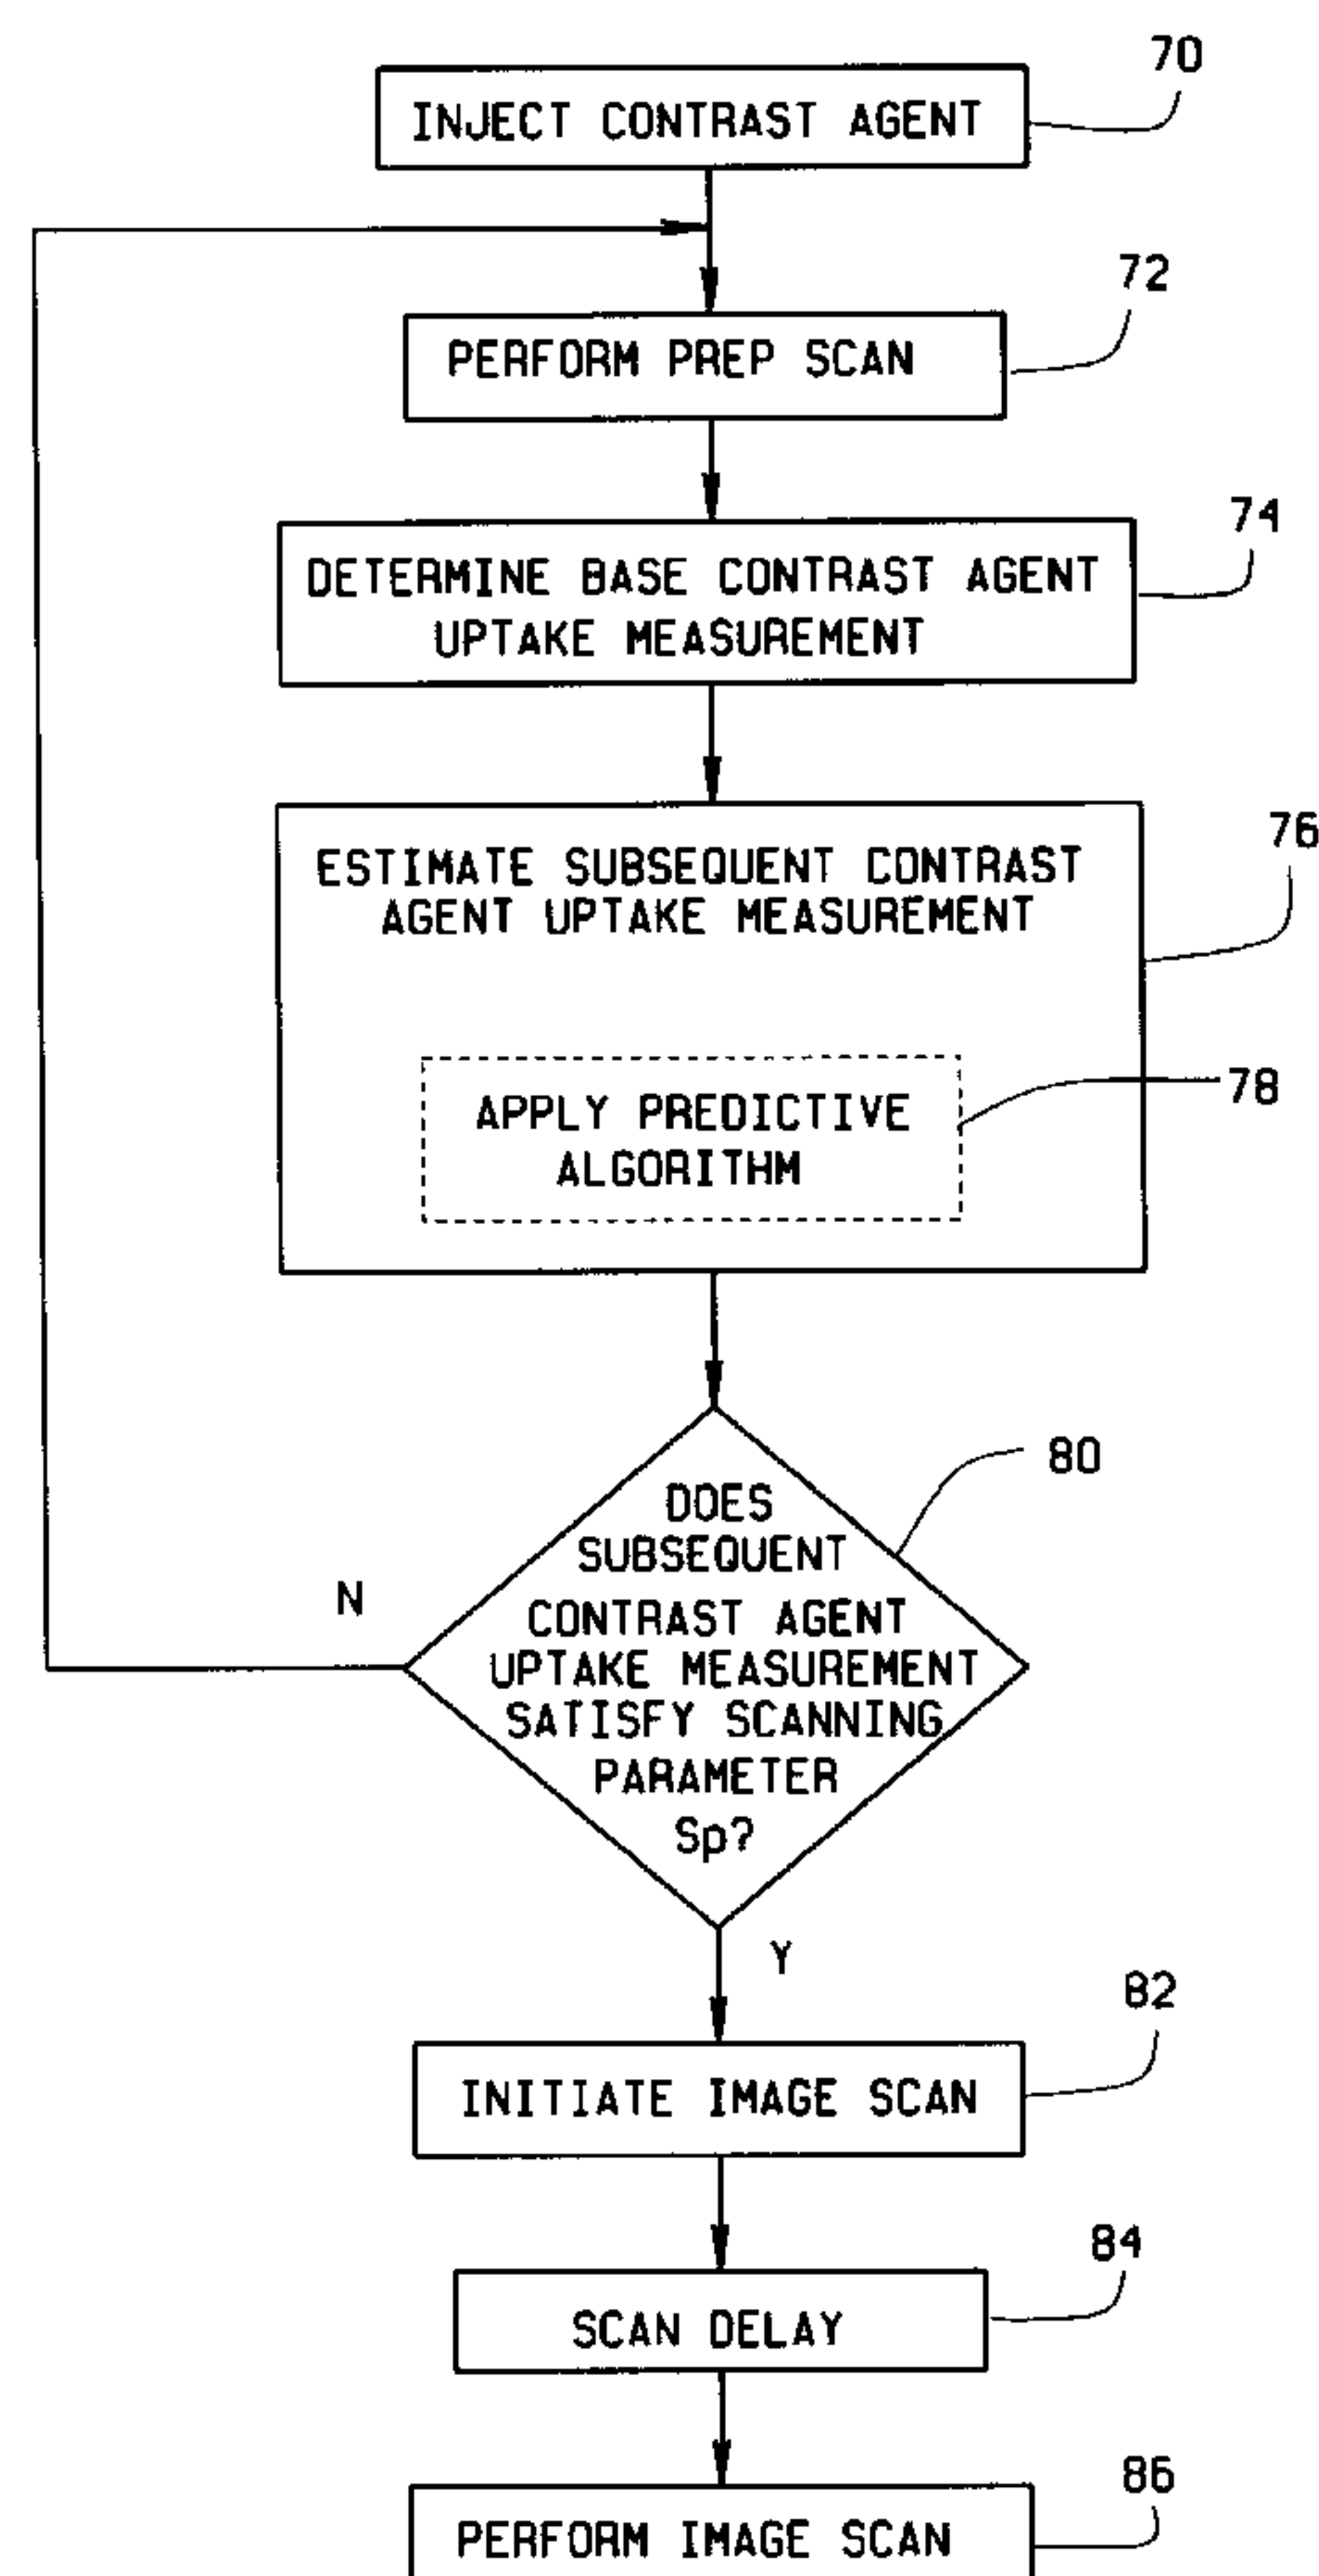 70
INJECT CONTRAST AGENT
72
PERFORM PREP SCAN
74
DETERMINE BASE CONTRAST AGENT
UPTAKE MEASUREMENT
76
ESTIMATE SUBSEQUENT CONTRAST
AGENT UPTAKE MEASUREMENT
78
APPLY PREDICTIVE
ALGORITHM
80
DOES
SUBSEQUENT
CONTRAST AGENT
UPTAKE MEASUREMENT
SATISFY SCANNING
PARAMETER
Sp?
N
Y
82
INITIATE IMAGE SCAN
84
SCAN DELAY
86
PERFORM IMAGE SCAN